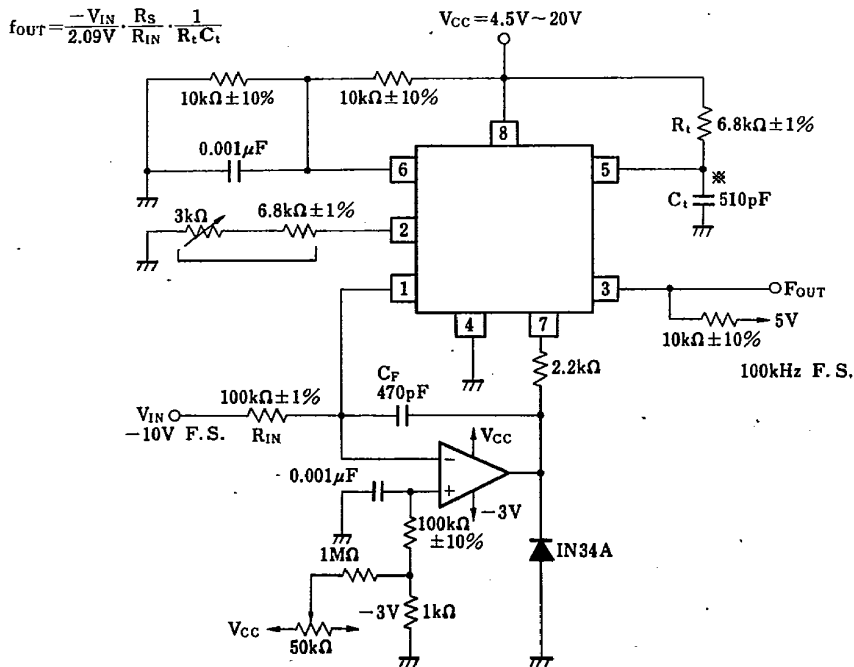 fOUT = −VIN/2.09V · RS/RIN · 1/RtCt
VCC=4.5V~20V
10kΩ±10%
10kΩ±10%
Rt
6.8kΩ±1%
0.001μF
8
6
5
※
Ct
510pF
3kΩ
6.8kΩ±1%
2
1
3
FOUT
4
7
5V
10kΩ±10%
2.2kΩ
100kHz F.S.
CF
470pF
100kΩ±1%
VIN
−10V F.S.
RIN
VCC
−
0.001μF
+
−3V
100kΩ
±10%
IN34A
1MΩ
−3V
1kΩ
VCC
50kΩ